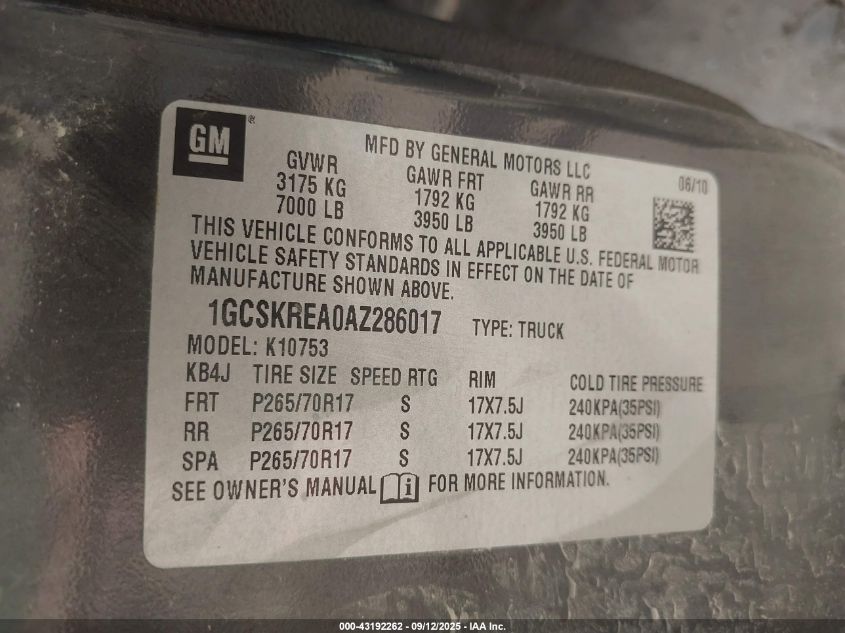 GM ®
MFD BY GENERAL MOTORS LLC
06/10
GVWR GAWR FRT GAWR RR
3175 KG 1792 KG 1792 KG
7000 LB 3950 LB 3950 LB
THIS VEHICLE CONFORMS TO ALL APPLICABLE U.S. FEDERAL MOTOR
VEHICLE SAFETY STANDARDS IN EFFECT ON THE DATE OF
MANUFACTURE SHOWN ABOVE.
1GCSKREA0AZ286017 TYPE: TRUCK
MODEL: K10753
KB4J TIRE SIZE SPEED RTG RIM COLD TIRE PRESSURE
FRT P265/70R17 S 17X7.5J 240KPA(35PSI)
RR P265/70R17 S 17X7.5J 240KPA(35PSI)
SPA P265/70R17 S 17X7.5J 240KPA(35PSI)
SEE OWNER'S MANUAL i FOR MORE INFORMATION.
000-43192262 - 09/12/2025 - IAA Inc.